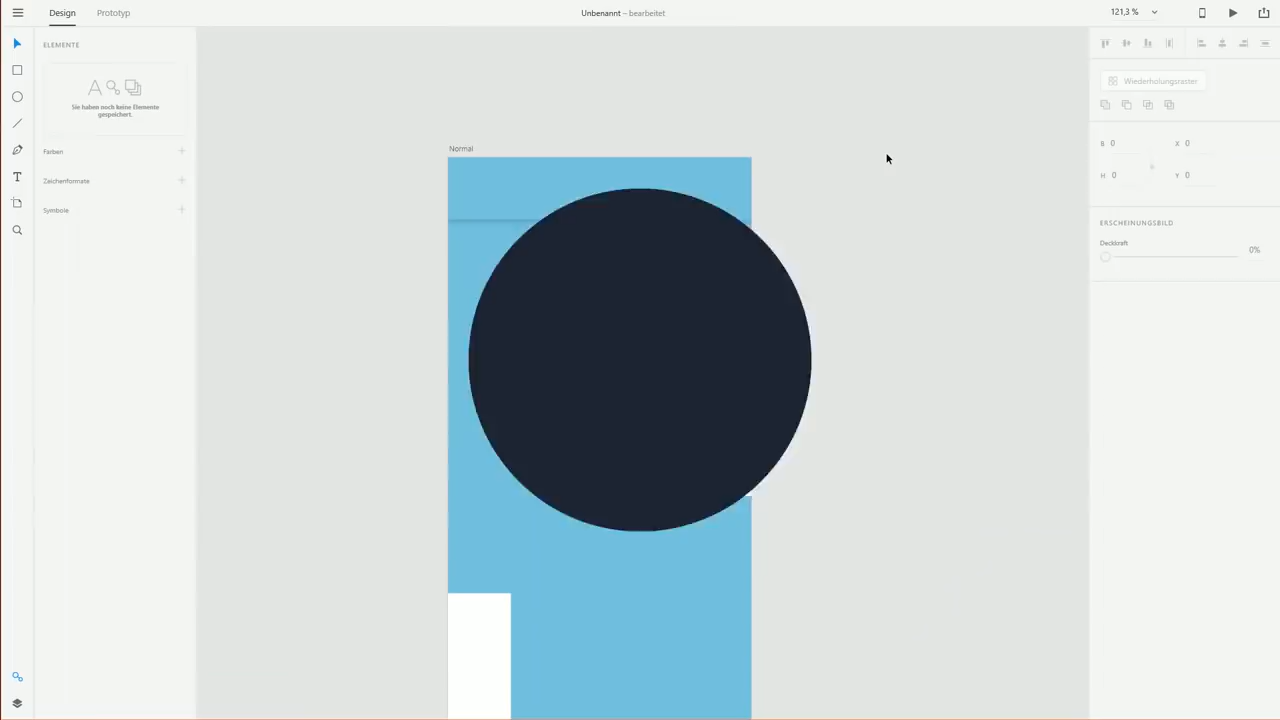 Design
Prototyp
Unbenannt – bearbeitet
121,3 %
ELEMENTE
Sie haben noch keine Elemente
gespeichert.
Farben
Zeichenformate
Symbole
Normal
Wiederholungsraster
B 0
X 0
H 0
Y 0
ERSCHEINUNGSBILD
Deckkraft
0%